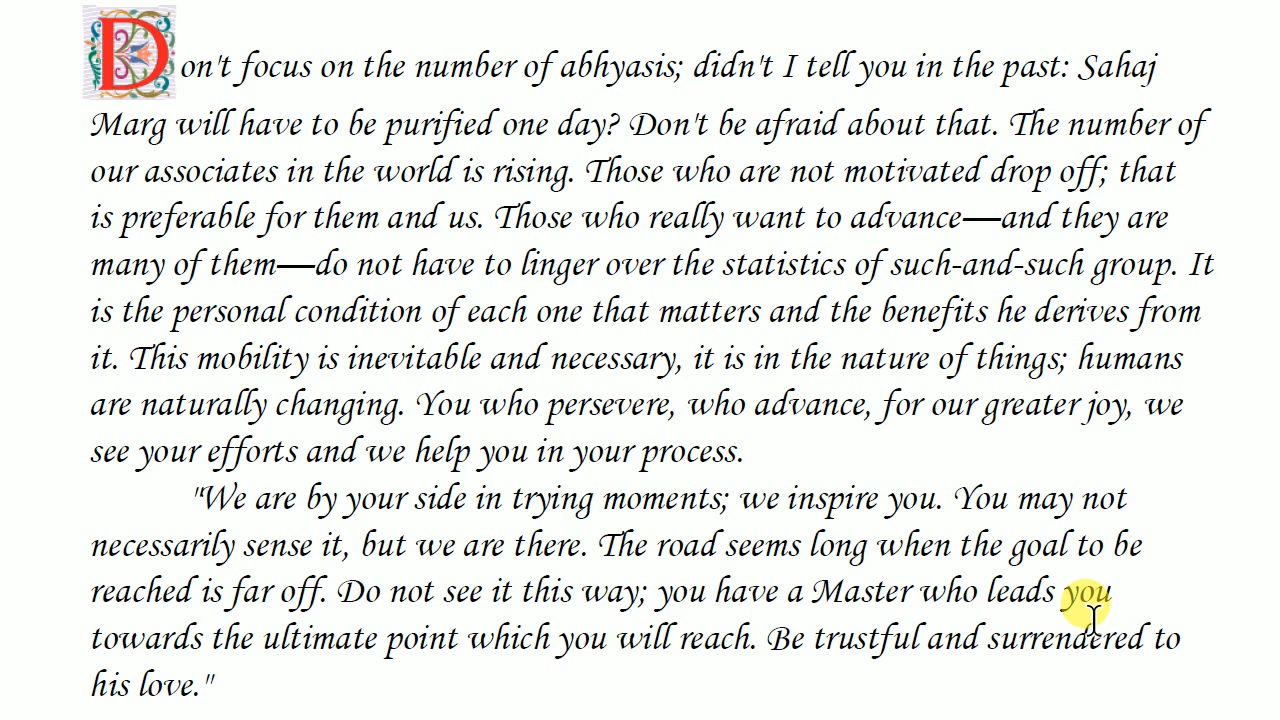 Don't focus on the number of abhyasis; didn't I tell you in the past: Sahaj
Marg will have to be purified one day? Don't be afraid about that. The number of
our associates in the world is rising. Those who are not motivated drop off; that
is preferable for them and us. Those who really want to advance—and they are
many of them—do not have to linger over the statistics of such-and-such group. It
is the personal condition of each one that matters and the benefits he derives from
it. This mobility is inevitable and necessary, it is in the nature of things; humans
are naturally changing. You who persevere, who advance, for our greater joy, we
see your efforts and we help you in your process.
"We are by your side in trying moments; we inspire you. You may not
necessarily sense it, but we are there. The road seems long when the goal to be
reached is far off. Do not see it this way; you have a Master who leads you
towards the ultimate point which you will reach. Be trustful and surrendered to
his love."